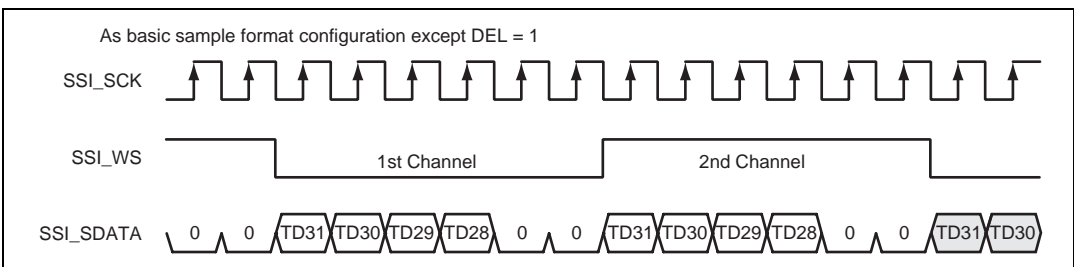 As basic sample format configuration except DEL = 1
SSI_SCK
SSI_WS 1st Channel 2nd Channel
SSI_SDATA 0 0 TD31 TD30 TD29 TD28 0 0 TD31 TD30 TD29 TD28 0 0 TD31 TD30